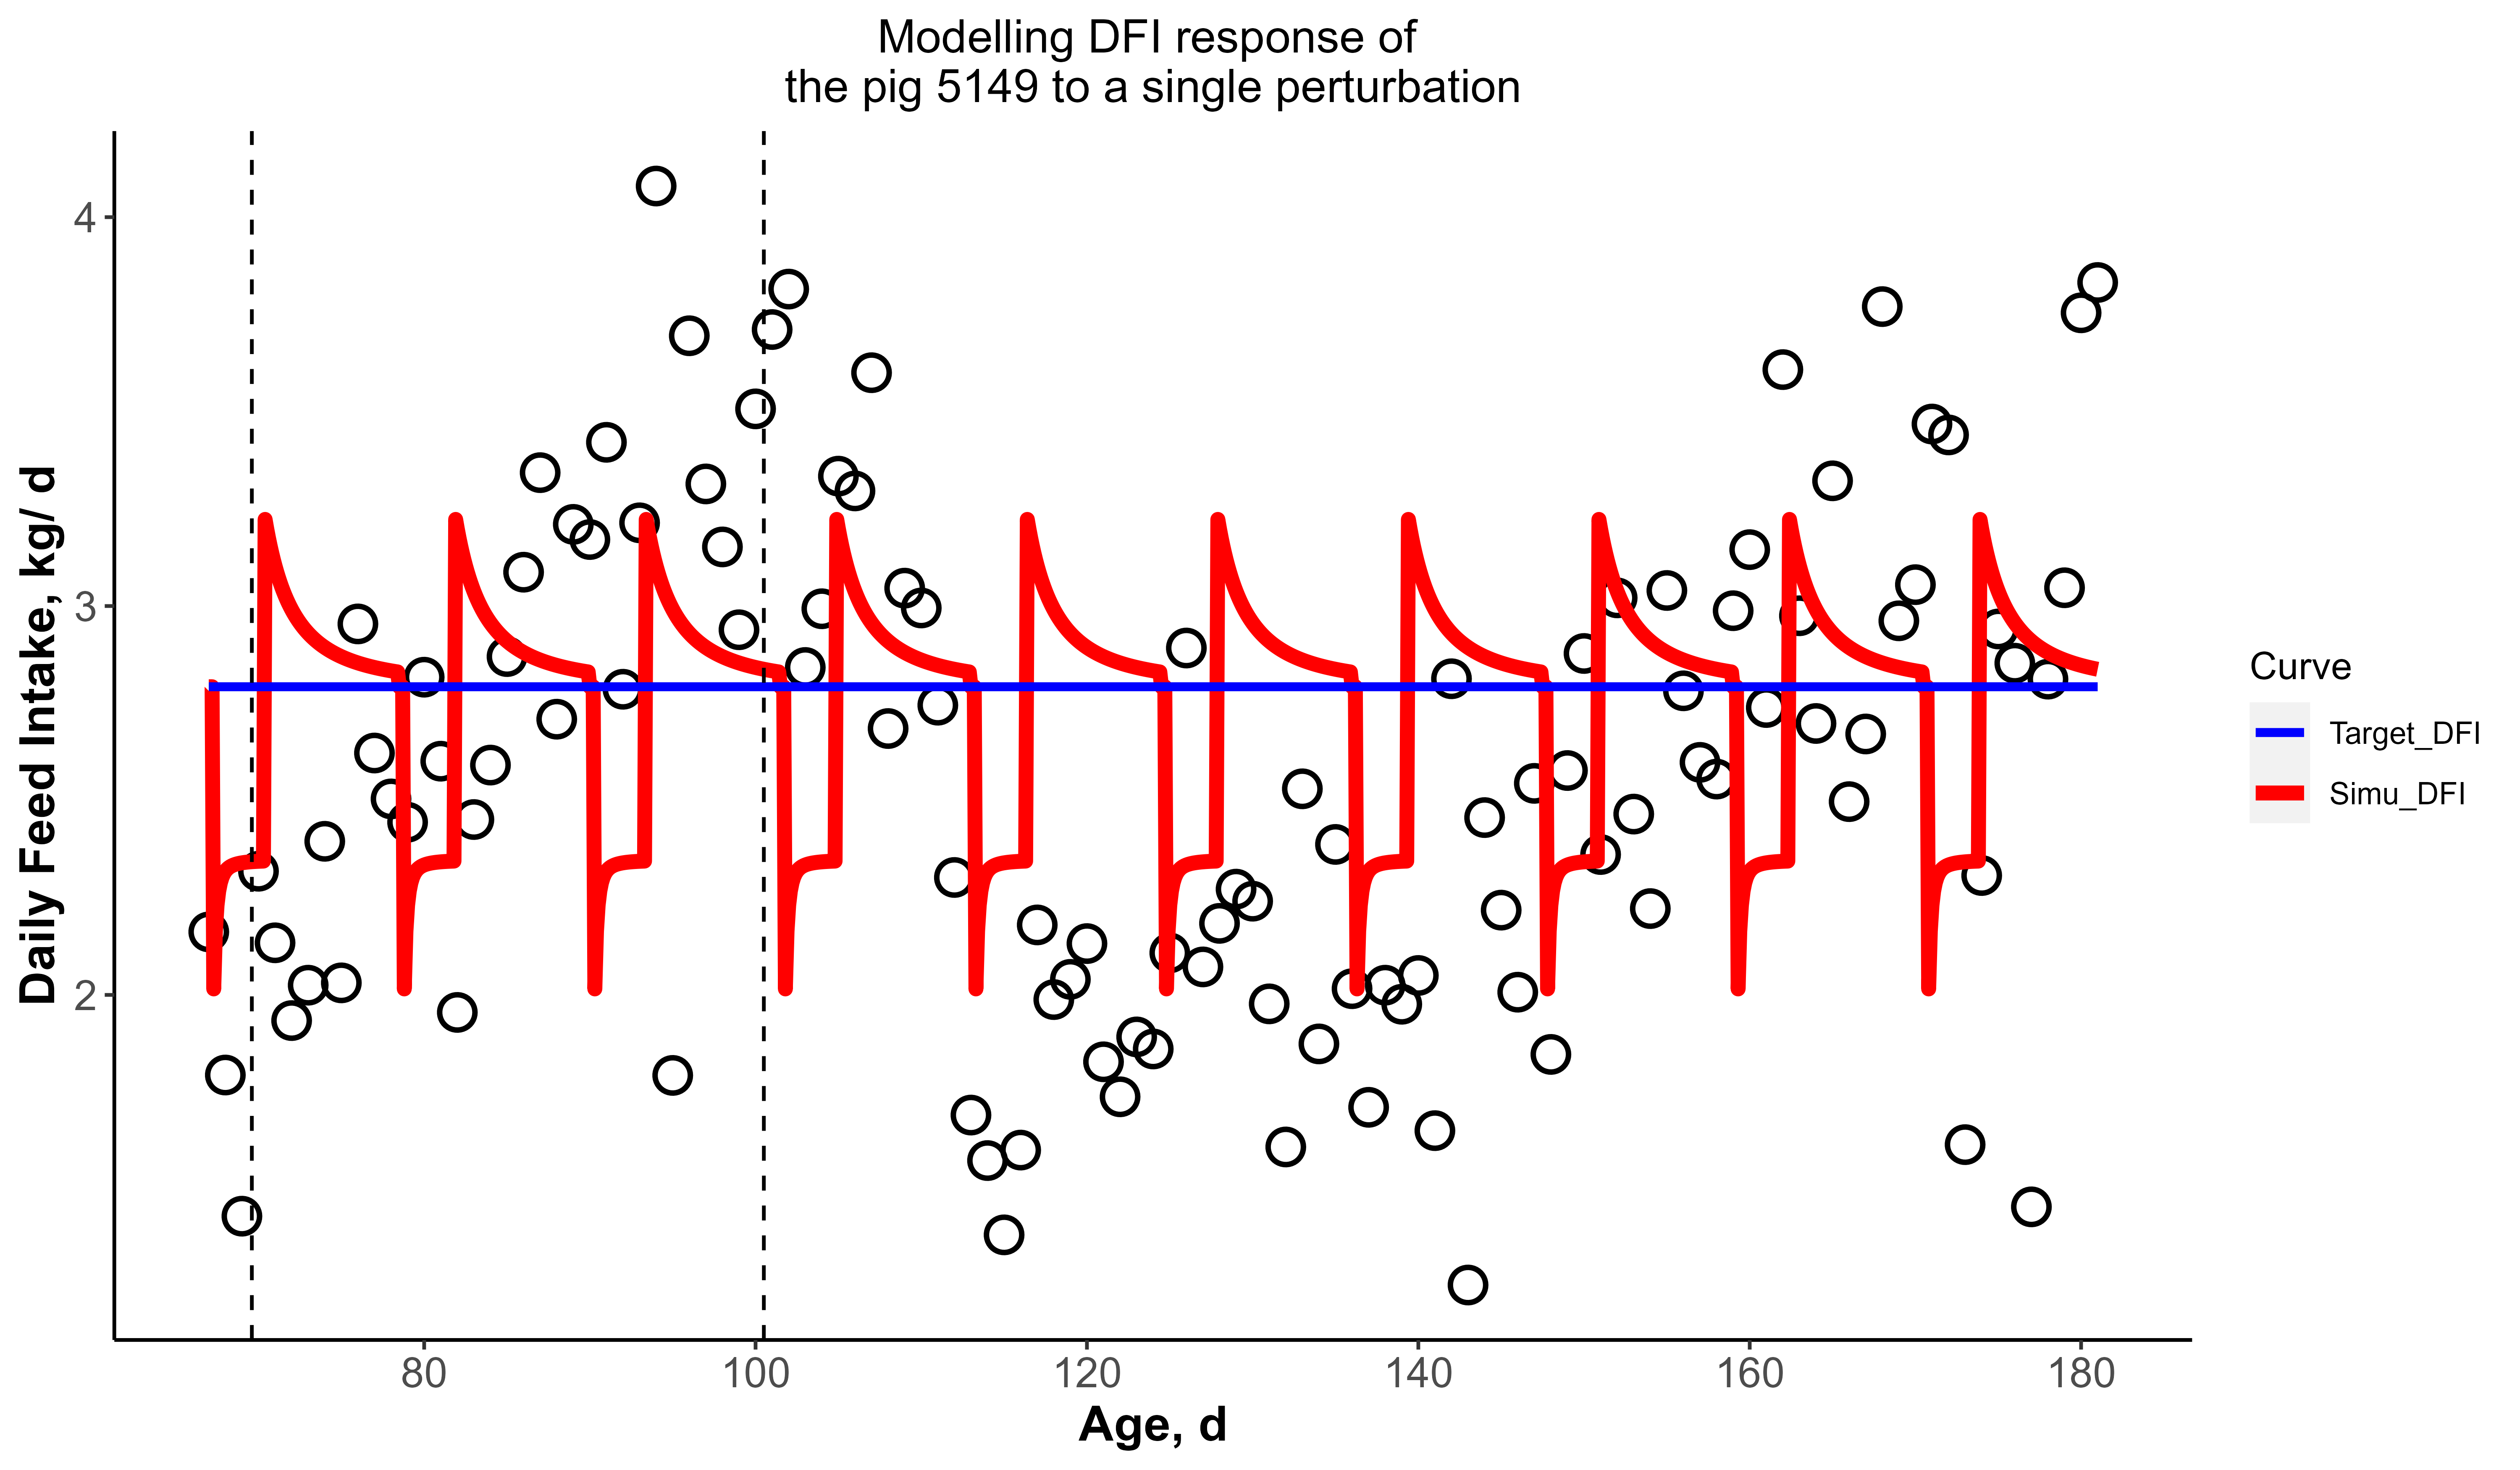 Modelling DFI response of
the pig 5149 to a single perturbation
Daily Feed Intake, kg/ d
4
3
2
80
100
120
140
160
180
Age, d
Curve
Target_DFI
Simu_DFI